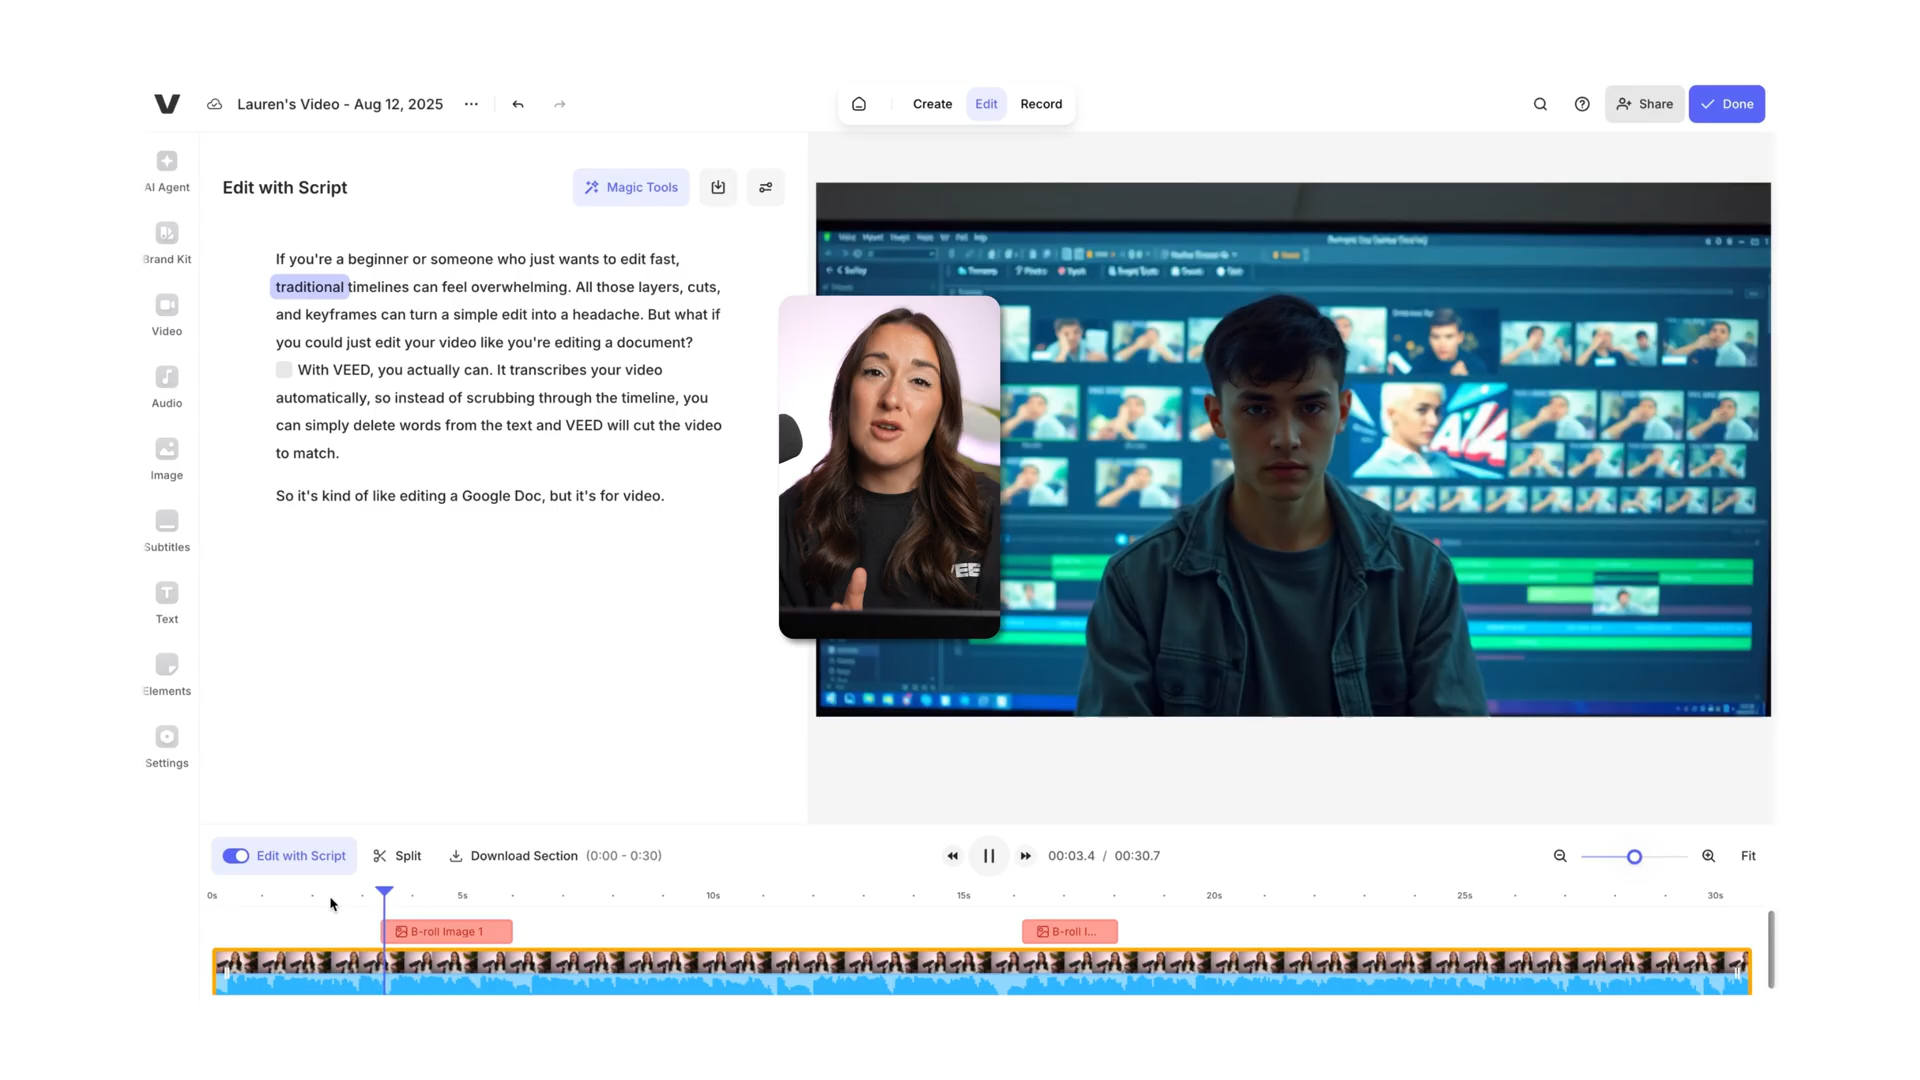 Lauren's Video - Aug 12, 2025
Create
Edit
Record
Share
Done
AI Agent
Brand Kit
Video
Audio
Image
Subtitles
Text
Elements
Settings
Edit with Script
Magic Tools
If you're a beginner or someone who just wants to edit fast,
traditional timelines can feel overwhelming. All those layers, cuts,
and keyframes can turn a simple edit into a headache. But what if
you could just edit your video like you're editing a document?
With VEED, you actually can. It transcribes your video
automatically, so instead of scrubbing through the timeline, you
can simply delete words from the text and VEED will cut the video
to match.
So it's kind of like editing a Google Doc, but it's for video.
Edit with Script
Split
Download Section (0:00 - 0:30)
00:03.4 / 00:30.7
Fit
0s
5s
10s
15s
20s
25s
30s
B-roll Image 1
B-roll I...